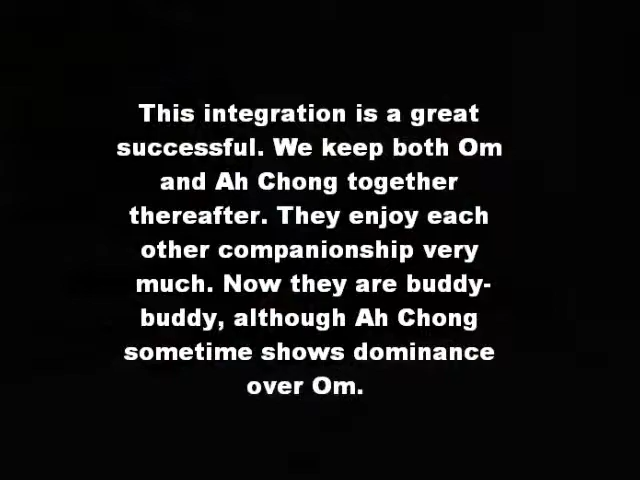 This integration is a great
successful. We keep both Om
and Ah Chong together
thereafter. They enjoy each
other companionship very
much. Now they are buddy-
buddy, although Ah Chong
sometime shows dominance
over Om.